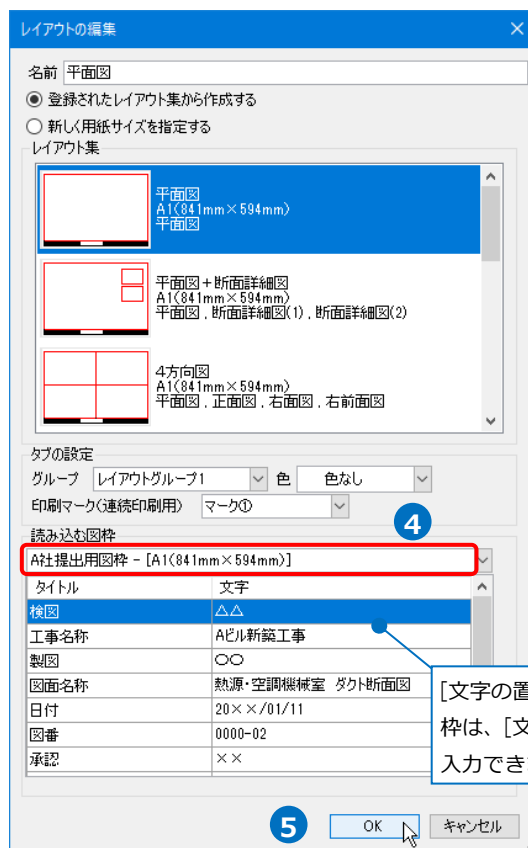 レイアウトの編集
名前 平面図
登録されたレイアウト集から作成する
新しく用紙サイズを指定する
レイアウト集
平面図
A1(841mm×594mm)
平面図
平面図+断面詳細図
A1(841mm×594mm)
平面図 , 断面詳細図(1) , 断面詳細図(2)
4方向図
A1(841mm×594mm)
平面図 , 正面図 , 右面図 , 右前面図
タブの設定
グループ レイアウトグループ1 色 色なし
印刷マーク(連続印刷用) マーク①
4
読み込む図枠
A社提出用図枠 - [A1(841mm×594mm)]
タイトル 文字
検図 △△
工事名称 Aビル新築工事
製図 ○○
図面名称 熱源・空調機械室 ダクト断面図
日付 20××/01/11
図番 0000-02
承認 ××
[文字の置
枠は、[文
入力でき
5 OK キャンセル